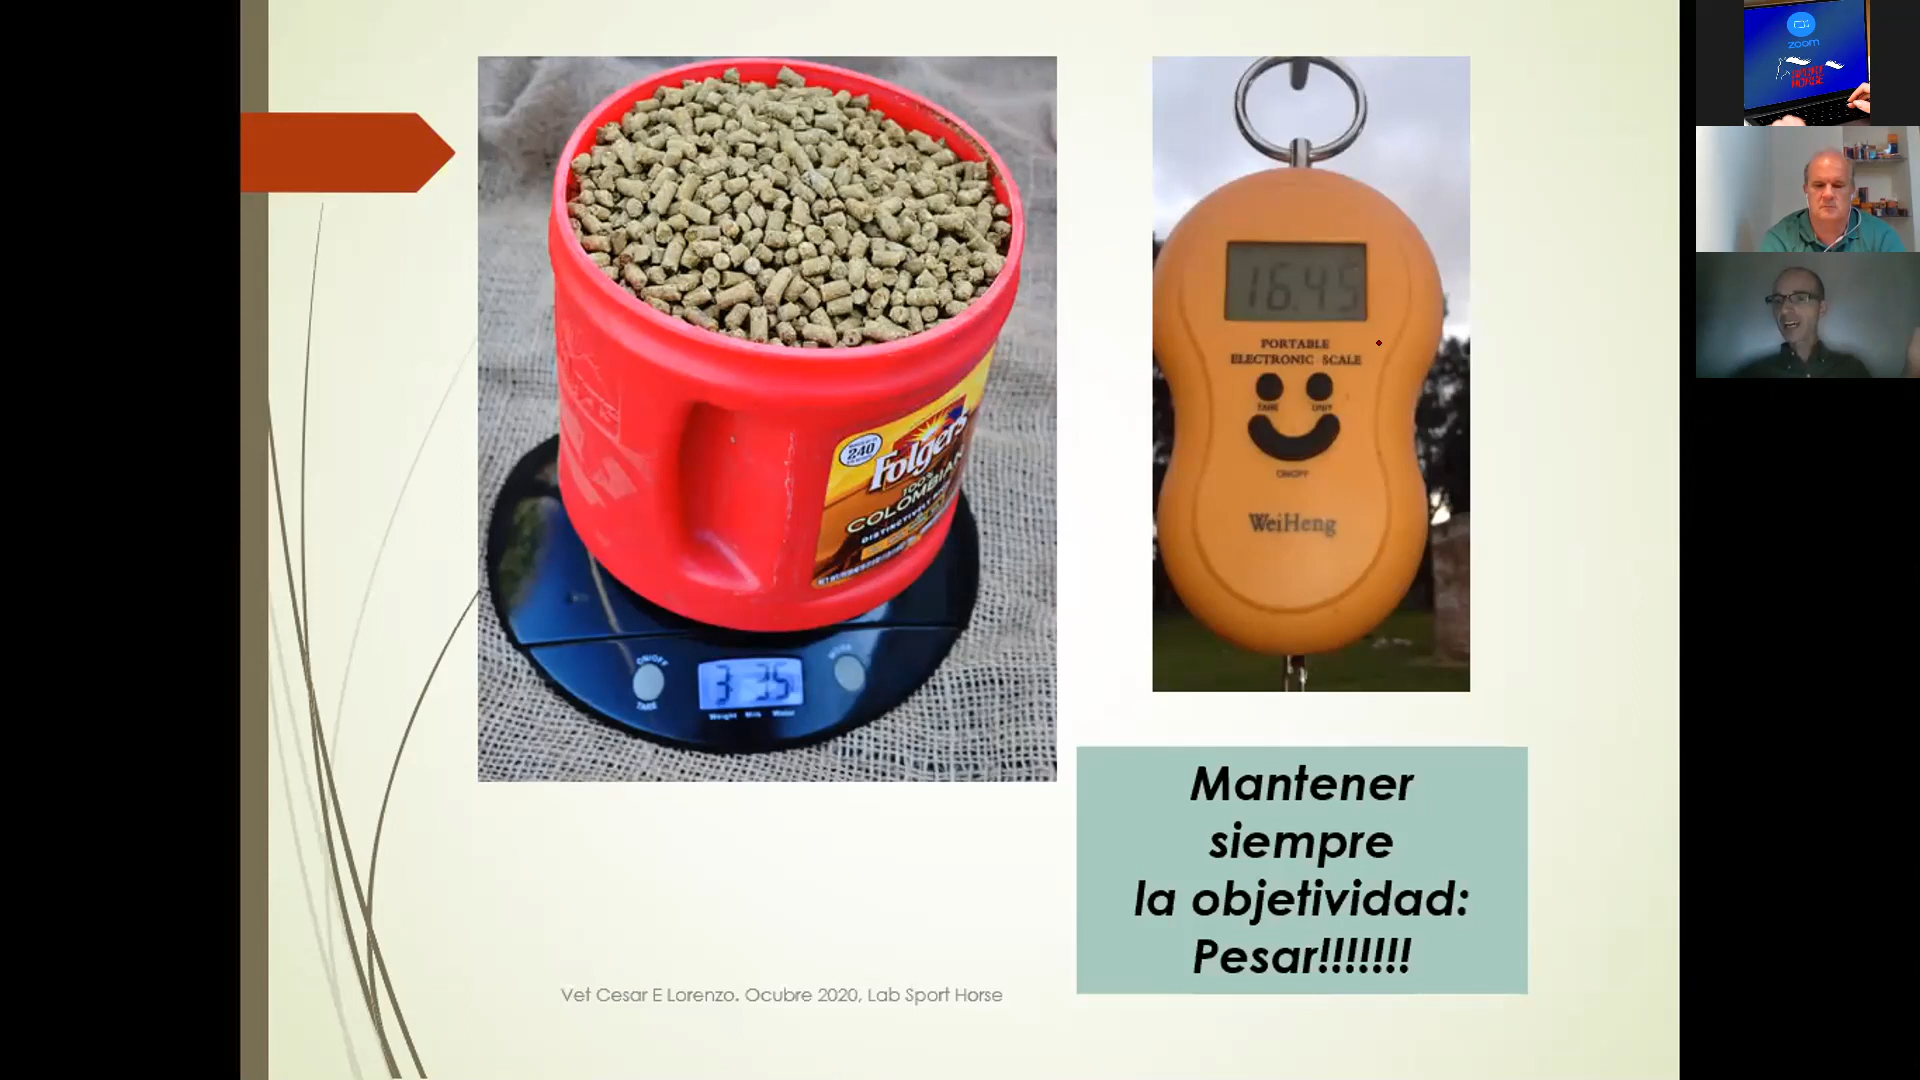 zoom
240
Folgers
100%
COLOMBIAN
DISTINCTIVELY
ON/OFF
TARE
3 35
Weight Milk Water
16.45
PORTABLE
ELECTRONIC SCALE
TARE UNIT
ON/OFF
WeiHeng
Mantener
siempre
la objetividad:
Pesar!!!!!!!
Vet Cesar E Lorenzo. Ocubre 2020, Lab Sport Horse